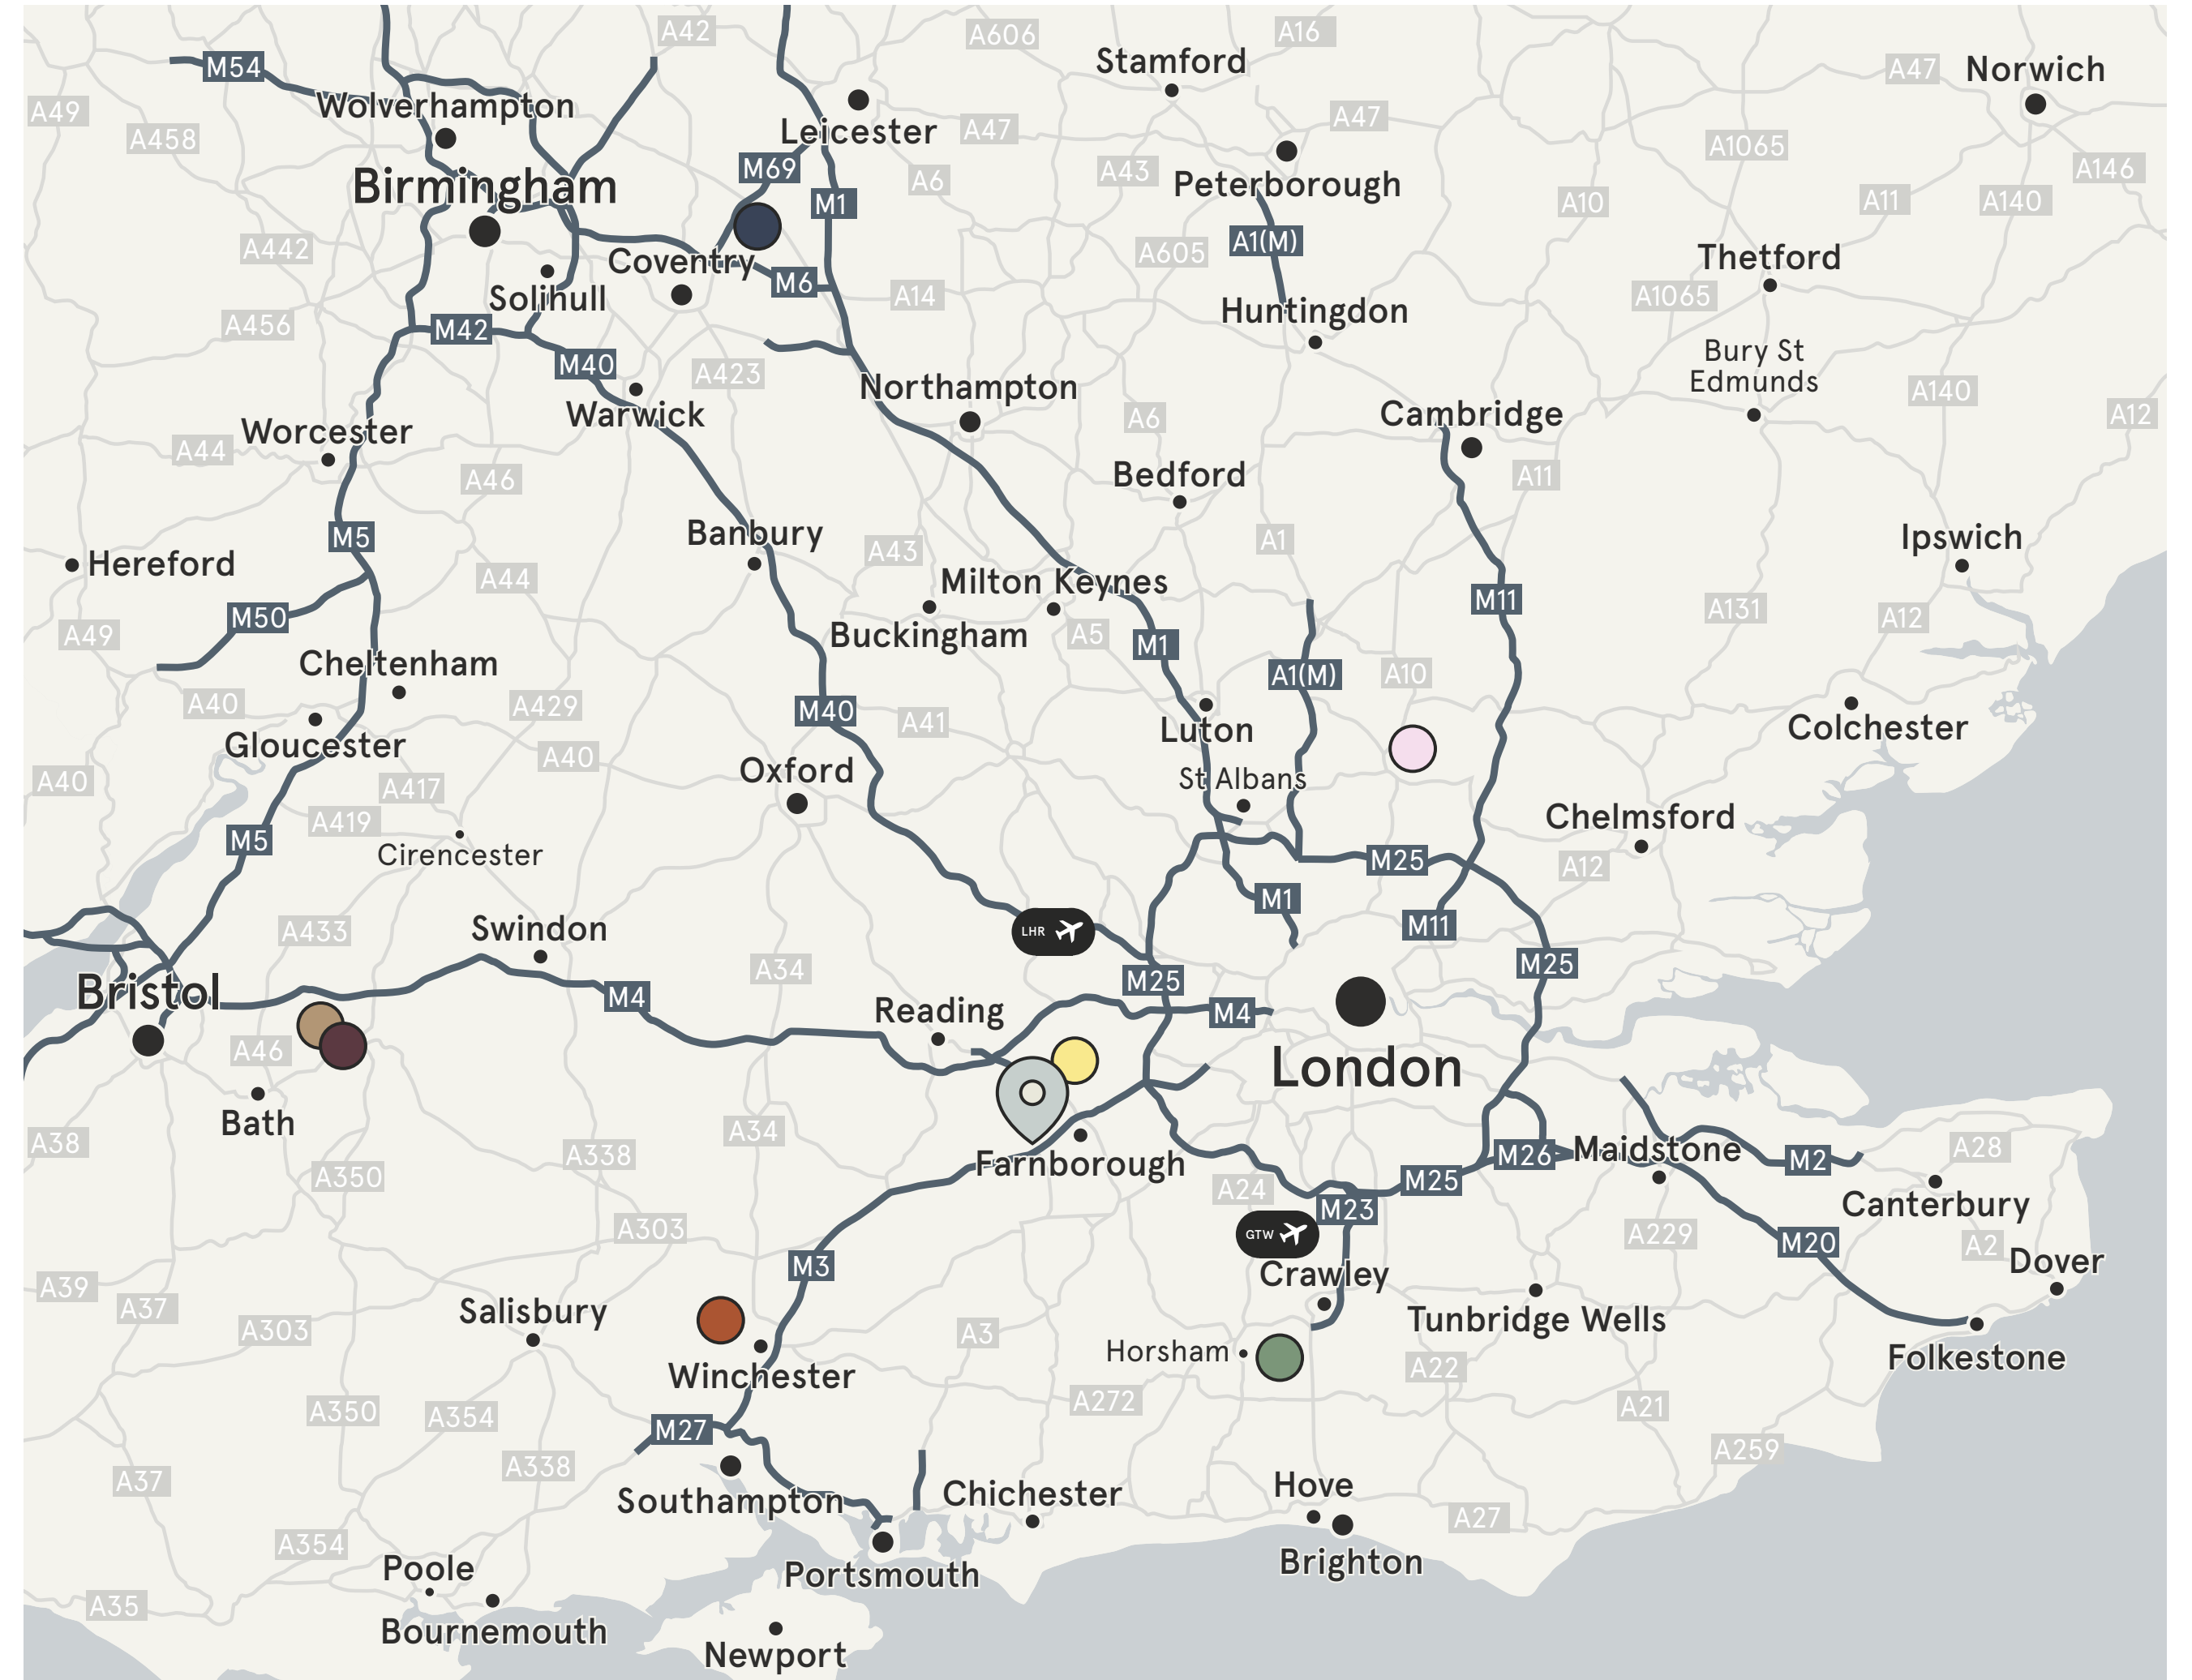 A42
A606
A16
Stamford
M54
A47
Norwich
A49
Wolverhampton
A458
Leicester
A47
A47
A1065
M69
A6
A43
Peterborough
A146
Birmingham
M1
A10
A11
A140
A442
Coventry
A1(M)
A605
Thetford
M6
A14
A1065
Solihull
Huntingdon
A456
M42
M40
A423
Bury St
Edmunds
Northampton
A140
Warwick
A6
Cambridge
A12
Worcester
A44
A46
Bedford
A11
M5
Banbury
A43
A1
Ipswich
Hereford
A44
Milton Keynes
M11
M50
A49
Buckingham
A5
M1
A131
A12
Cheltenham
A1(M)
A10
A40
A429
M40
A41
Luton
Colchester
Gloucester
A40
A40
Oxford
St Albans
A417
A419
Chelmsford
M5
Cirencester
M25
A12
M1
A433
Swindon
LHR
M11
A34
M25
M25
Bristol
M4
Reading
M4
A46
London
Bath
A38
A34
A338
Farnborough
M26
Maidstone
M2
A28
A350
A24
M25
Canterbury
A303
M23
GTW
A229
M20
A2
Dover
M3
Crawley
A39
A37
Salisbury
A303
A3
Tunbridge Wells
Horsham
Folkestone
Winchester
A22
A350
A354
A272
A21
M27
A259
A338
A37
Hove
Southampton
Chichester
A27
A354
Poole
Portsmouth
Brighton
A35
Bournemouth
Newport